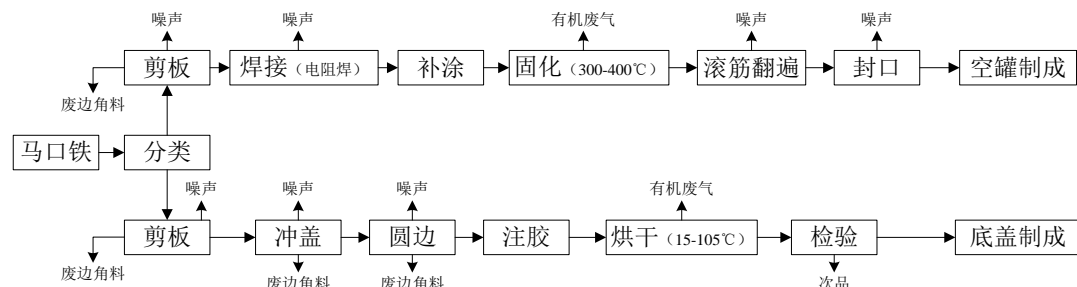 噪声 噪声 有机废气 噪声 噪声
剪板 焊接（电阻焊） 补涂 固化（300-400℃） 滚筋翻遍 封口 空罐制成
废边角料
马口铁 分类
噪声 噪声 噪声 有机废气
剪板 冲盖 圆边 注胶 烘干（15-105℃） 检验 底盖制成
废边角料 废边角料 废边角料 次品